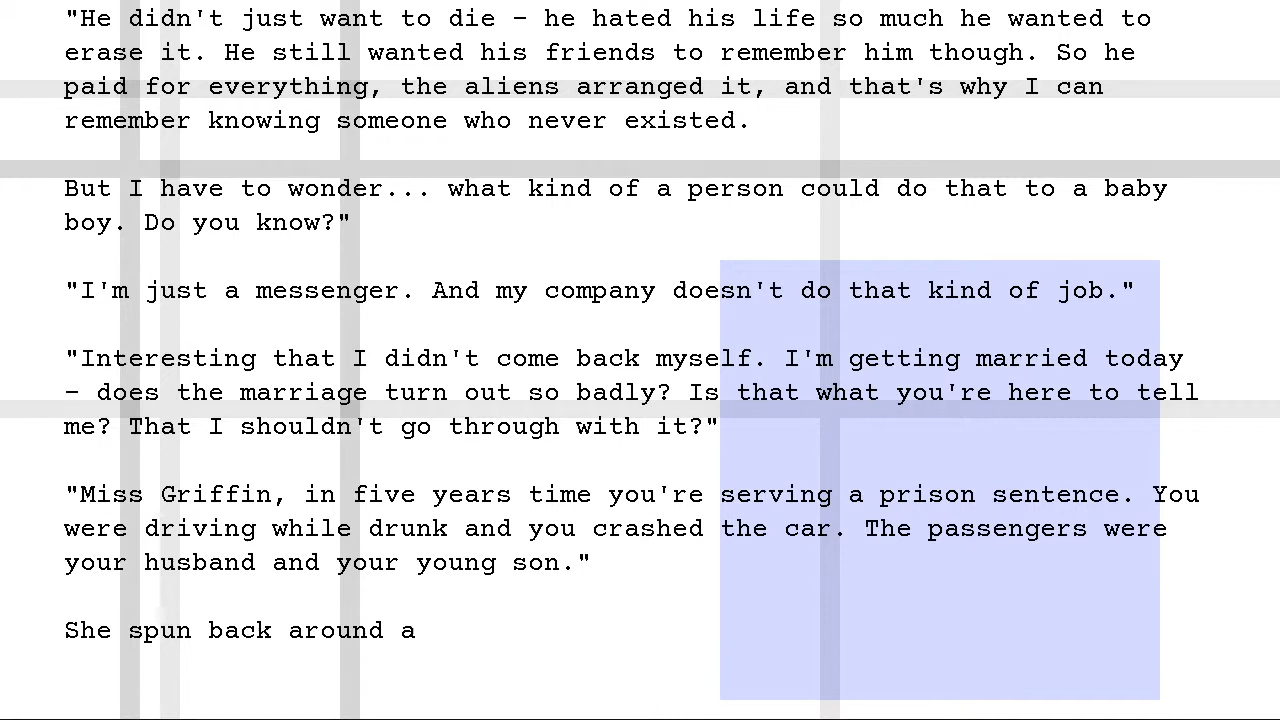 "He didn't just want to die – he hated his life so much he wanted to
erase it. He still wanted his friends to remember him though. So he
paid for everything, the aliens arranged it, and that's why I can
remember knowing someone who never existed.
But I have to wonder... what kind of a person could do that to a baby
boy. Do you know?"
"I'm just a messenger. And my company doesn't do that kind of job."
"Interesting that I didn't come back myself. I'm getting married today
– does the marriage turn out so badly? Is that what you're here to tell
me? That I shouldn't go through with it?"
"Miss Griffin, in five years time you're serving a prison sentence. You
were driving while drunk and you crashed the car. The passengers were
your husband and your young son."
She spun back around a